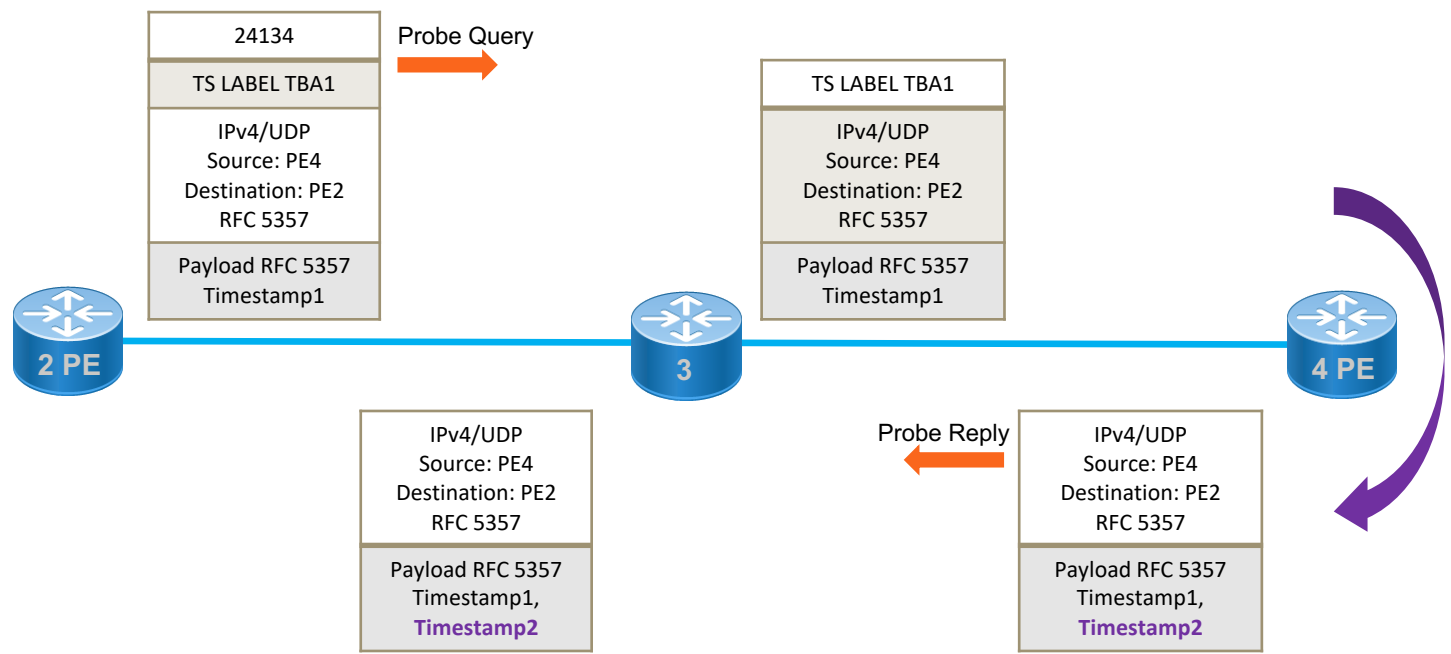 24134
TS LABEL TBA1
IPv4/UDP
Source: PE4
Destination: PE2
RFC 5357
Payload RFC 5357
Timestamp1
Probe Query
TS LABEL TBA1
IPv4/UDP
Source: PE4
Destination: PE2
RFC 5357
Payload RFC 5357
Timestamp1
2 PE
3
4 PE
IPv4/UDP
Source: PE4
Destination: PE2
RFC 5357
Payload RFC 5357
Timestamp1,
Timestamp2
Probe Reply
IPv4/UDP
Source: PE4
Destination: PE2
RFC 5357
Payload RFC 5357
Timestamp1,
Timestamp2